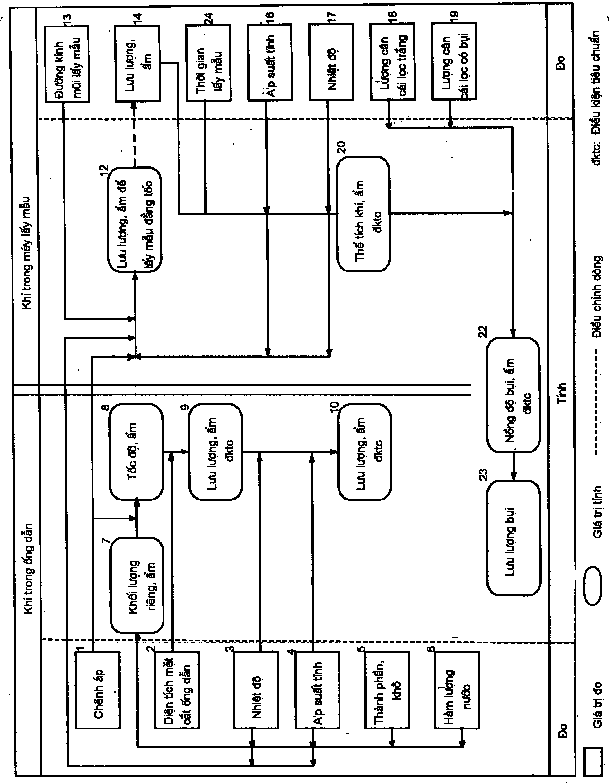 Khí trong ống dẫn
Khí trong máy lấy mẫu
1
Chênh áp
2
Diện tích mặt
cắt ống dẫn
3
Nhiệt độ
4
Áp suất tĩnh
5
Thành phần,
khô
6
Hàm lượng
nước
Đo
7
Khối lượng
riêng, ẩm
8
Tốc độ, ẩm
9
Lưu lượng, ẩm
đktc
10
Lưu lượng, ẩm
đktc
23
Lưu lượng bụi
22
Nồng độ bụi, ẩm
đktc
Tính
12
Lưu lượng, ẩm để
lấy mẫu đẳng tốc
20
Thể tích khí, ẩm
đktc
13
Đường kính
mũi lấy mẫu
14
Lưu lượng,
ẩm
24
Thời gian
lấy mẫu
16
Áp suất tĩnh
17
Nhiệt độ
18
Lượng cân
cái lọc trắng
19
Lượng cân
cái lọc có bụi
Đo
Giá trị đo
Giá trị tính
Điều chỉnh dòng
đktc: Điều kiện tiêu chuẩn